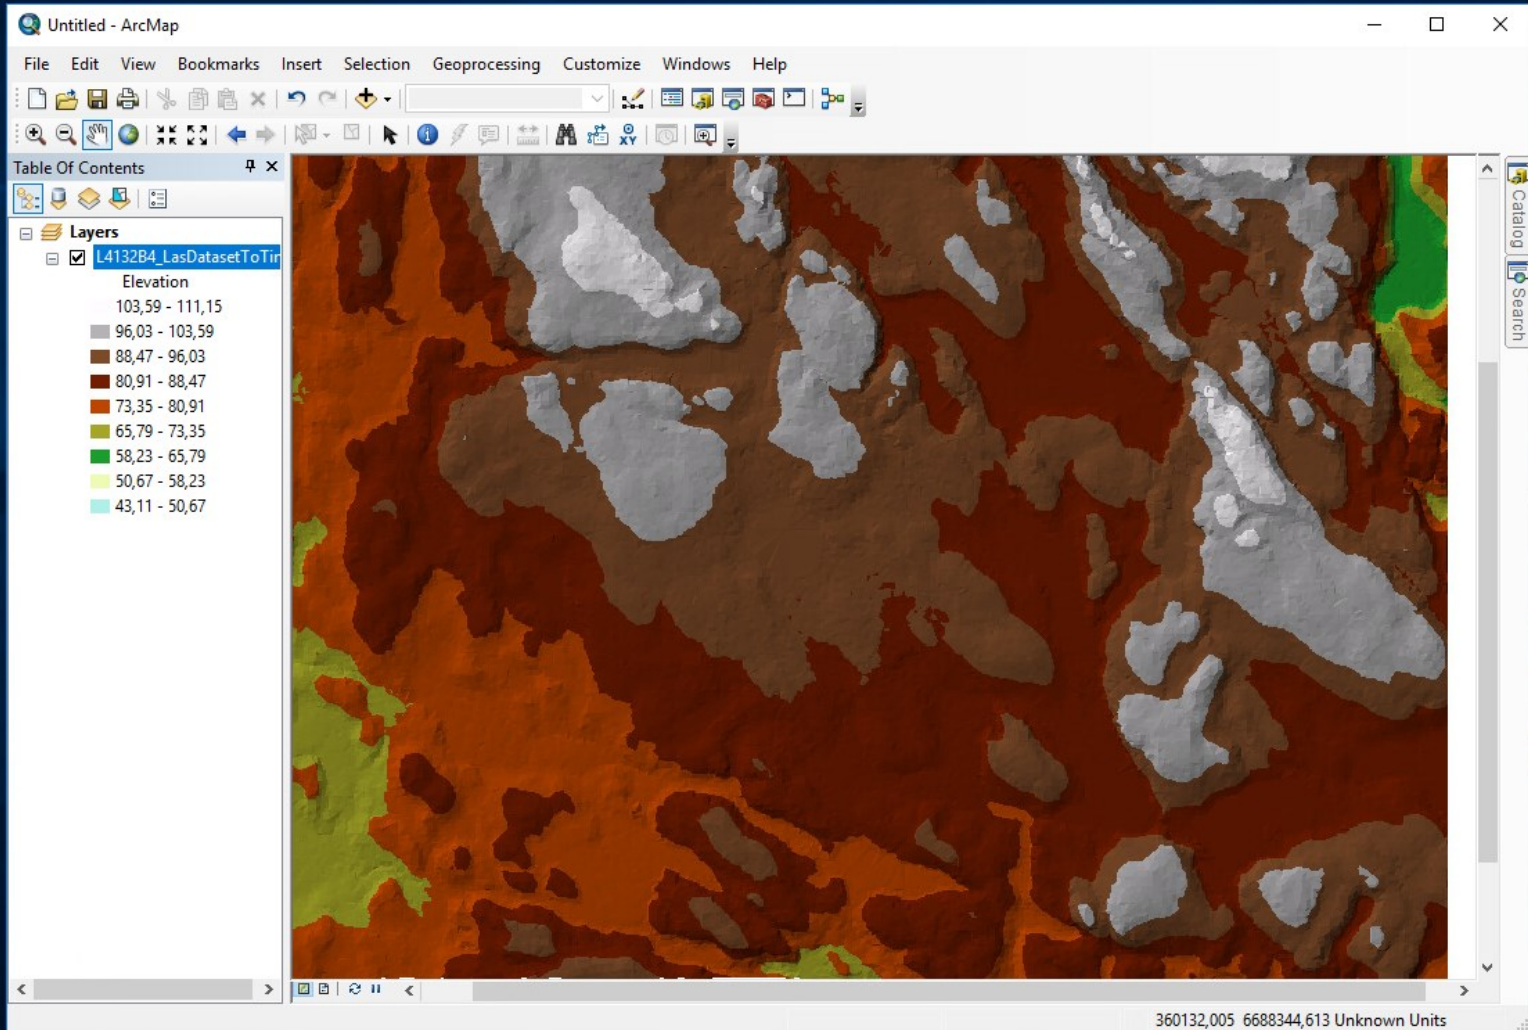 Untitled - ArcMap
File Edit View Bookmarks Insert Selection Geoprocessing Customize Windows Help
XY
Table Of Contents
Layers
L4132B4_LasDatasetToTin
Elevation
103,59 - 111,15
96,03 - 103,59
88,47 - 96,03
80,91 - 88,47
73,35 - 80,91
65,79 - 73,35
58,23 - 65,79
50,67 - 58,23
43,11 - 50,67
Catalog
Search
360132,005 6688344,613 Unknown Units